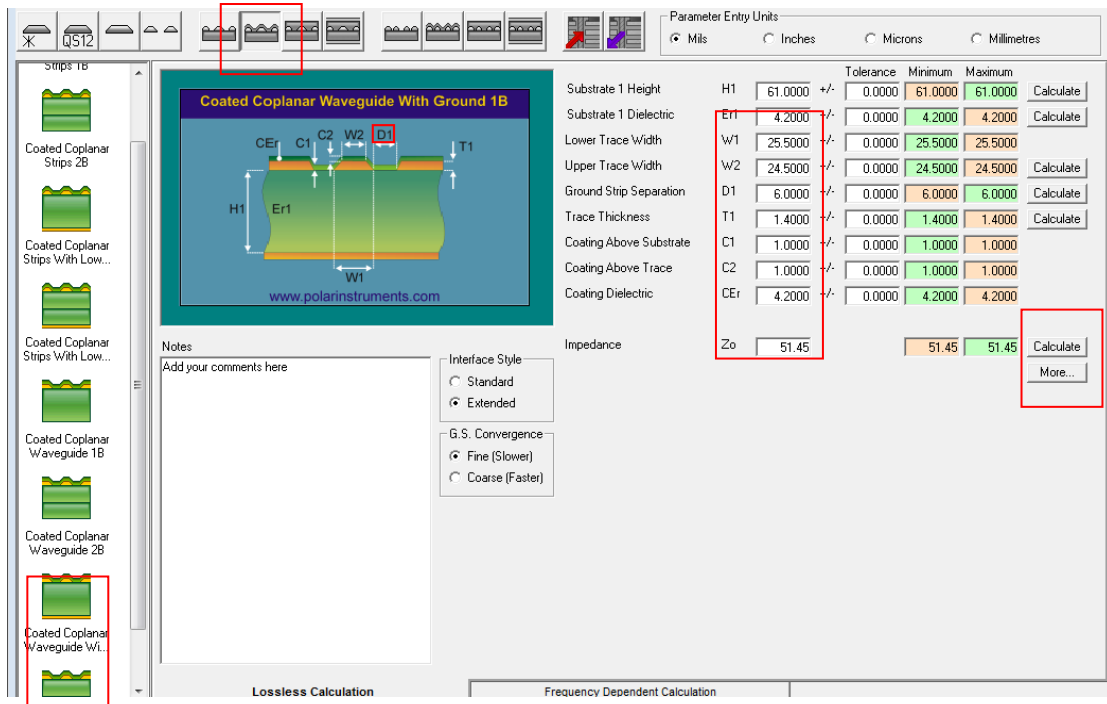 QS12
Parameter Entry Units
Mils
Inches
Microns
Millimetres
Strips 1B
Coated Coplanar
Strips 2B
Coated Coplanar
Strips With Low...
Coated Coplanar
Strips With Low...
Coated Coplanar
Waveguide 1B
Coated Coplanar
Waveguide 2B
Coated Coplanar
Waveguide Wi...
Coated Coplanar Waveguide With Ground 1B
CEr C1 C2 W2 D1 T1
H1 Er1
W1
www.polarinstruments.com
Tolerance Minimum Maximum
Substrate 1 Height H1 61.0000 +/- 0.0000 61.0000 61.0000 Calculate
Substrate 1 Dielectric Er1 4.2000 +/- 0.0000 4.2000 4.2000 Calculate
Lower Trace Width W1 25.5000 +/- 0.0000 25.5000 25.5000
Upper Trace Width W2 24.5000 +/- 0.0000 24.5000 24.5000 Calculate
Ground Strip Separation D1 6.0000 +/- 0.0000 6.0000 6.0000 Calculate
Trace Thickness T1 1.4000 +/- 0.0000 1.4000 1.4000 Calculate
Coating Above Substrate C1 1.0000 +/- 0.0000 1.0000 1.0000
Coating Above Trace C2 1.0000 +/- 0.0000 1.0000 1.0000
Coating Dielectric CEr 4.2000 +/- 0.0000 4.2000 4.2000
Impedance Zo 51.45 51.45 51.45 Calculate
More...
Notes
Add your comments here
Interface Style
Standard
Extended
G.S. Convergence
Fine (Slower)
Coarse (Faster)
Lossless Calculation
Frequency Dependent Calculation